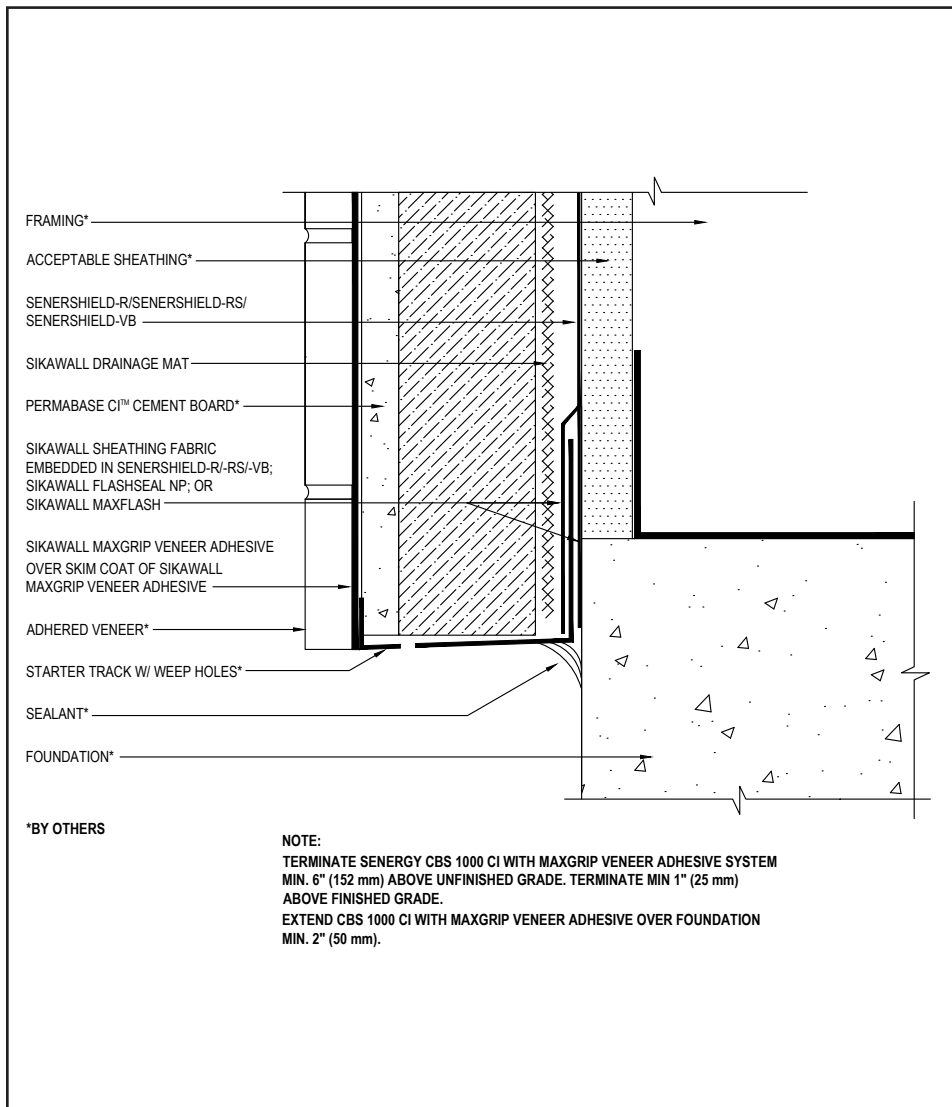 FRAMING*
ACCEPTABLE SHEATHING*
SENERSHIELD-R/SENERSHIELD-RS/
SENERSHIELD-VB
SIKAWALL DRAINAGE MAT
PERMABASE CI™ CEMENT BOARD*
SIKAWALL SHEATHING FABRIC
EMBEDDED IN SENERSHIELD-R/-RS/-VB;
SIKAWALL FLASHSEAL NP; OR
SIKAWALL MAXFLASH
SIKAWALL MAXGRIP VENEER ADHESIVE
OVER SKIM COAT OF SIKAWALL
MAXGRIP VENEER ADHESIVE
ADHERED VENEER*
STARTER TRACK W/ WEEP HOLES*
SEALANT*
FOUNDATION*
*BY OTHERS
NOTE:
TERMINATE SENERGY CBS 1000 CI WITH MAXGRIP VENEER ADHESIVE SYSTEM
MIN. 6" (152 mm) ABOVE UNFINISHED GRADE. TERMINATE MIN 1" (25 mm)
ABOVE FINISHED GRADE.
EXTEND CBS 1000 CI WITH MAXGRIP VENEER ADHESIVE OVER FOUNDATION
MIN. 2" (50 mm).